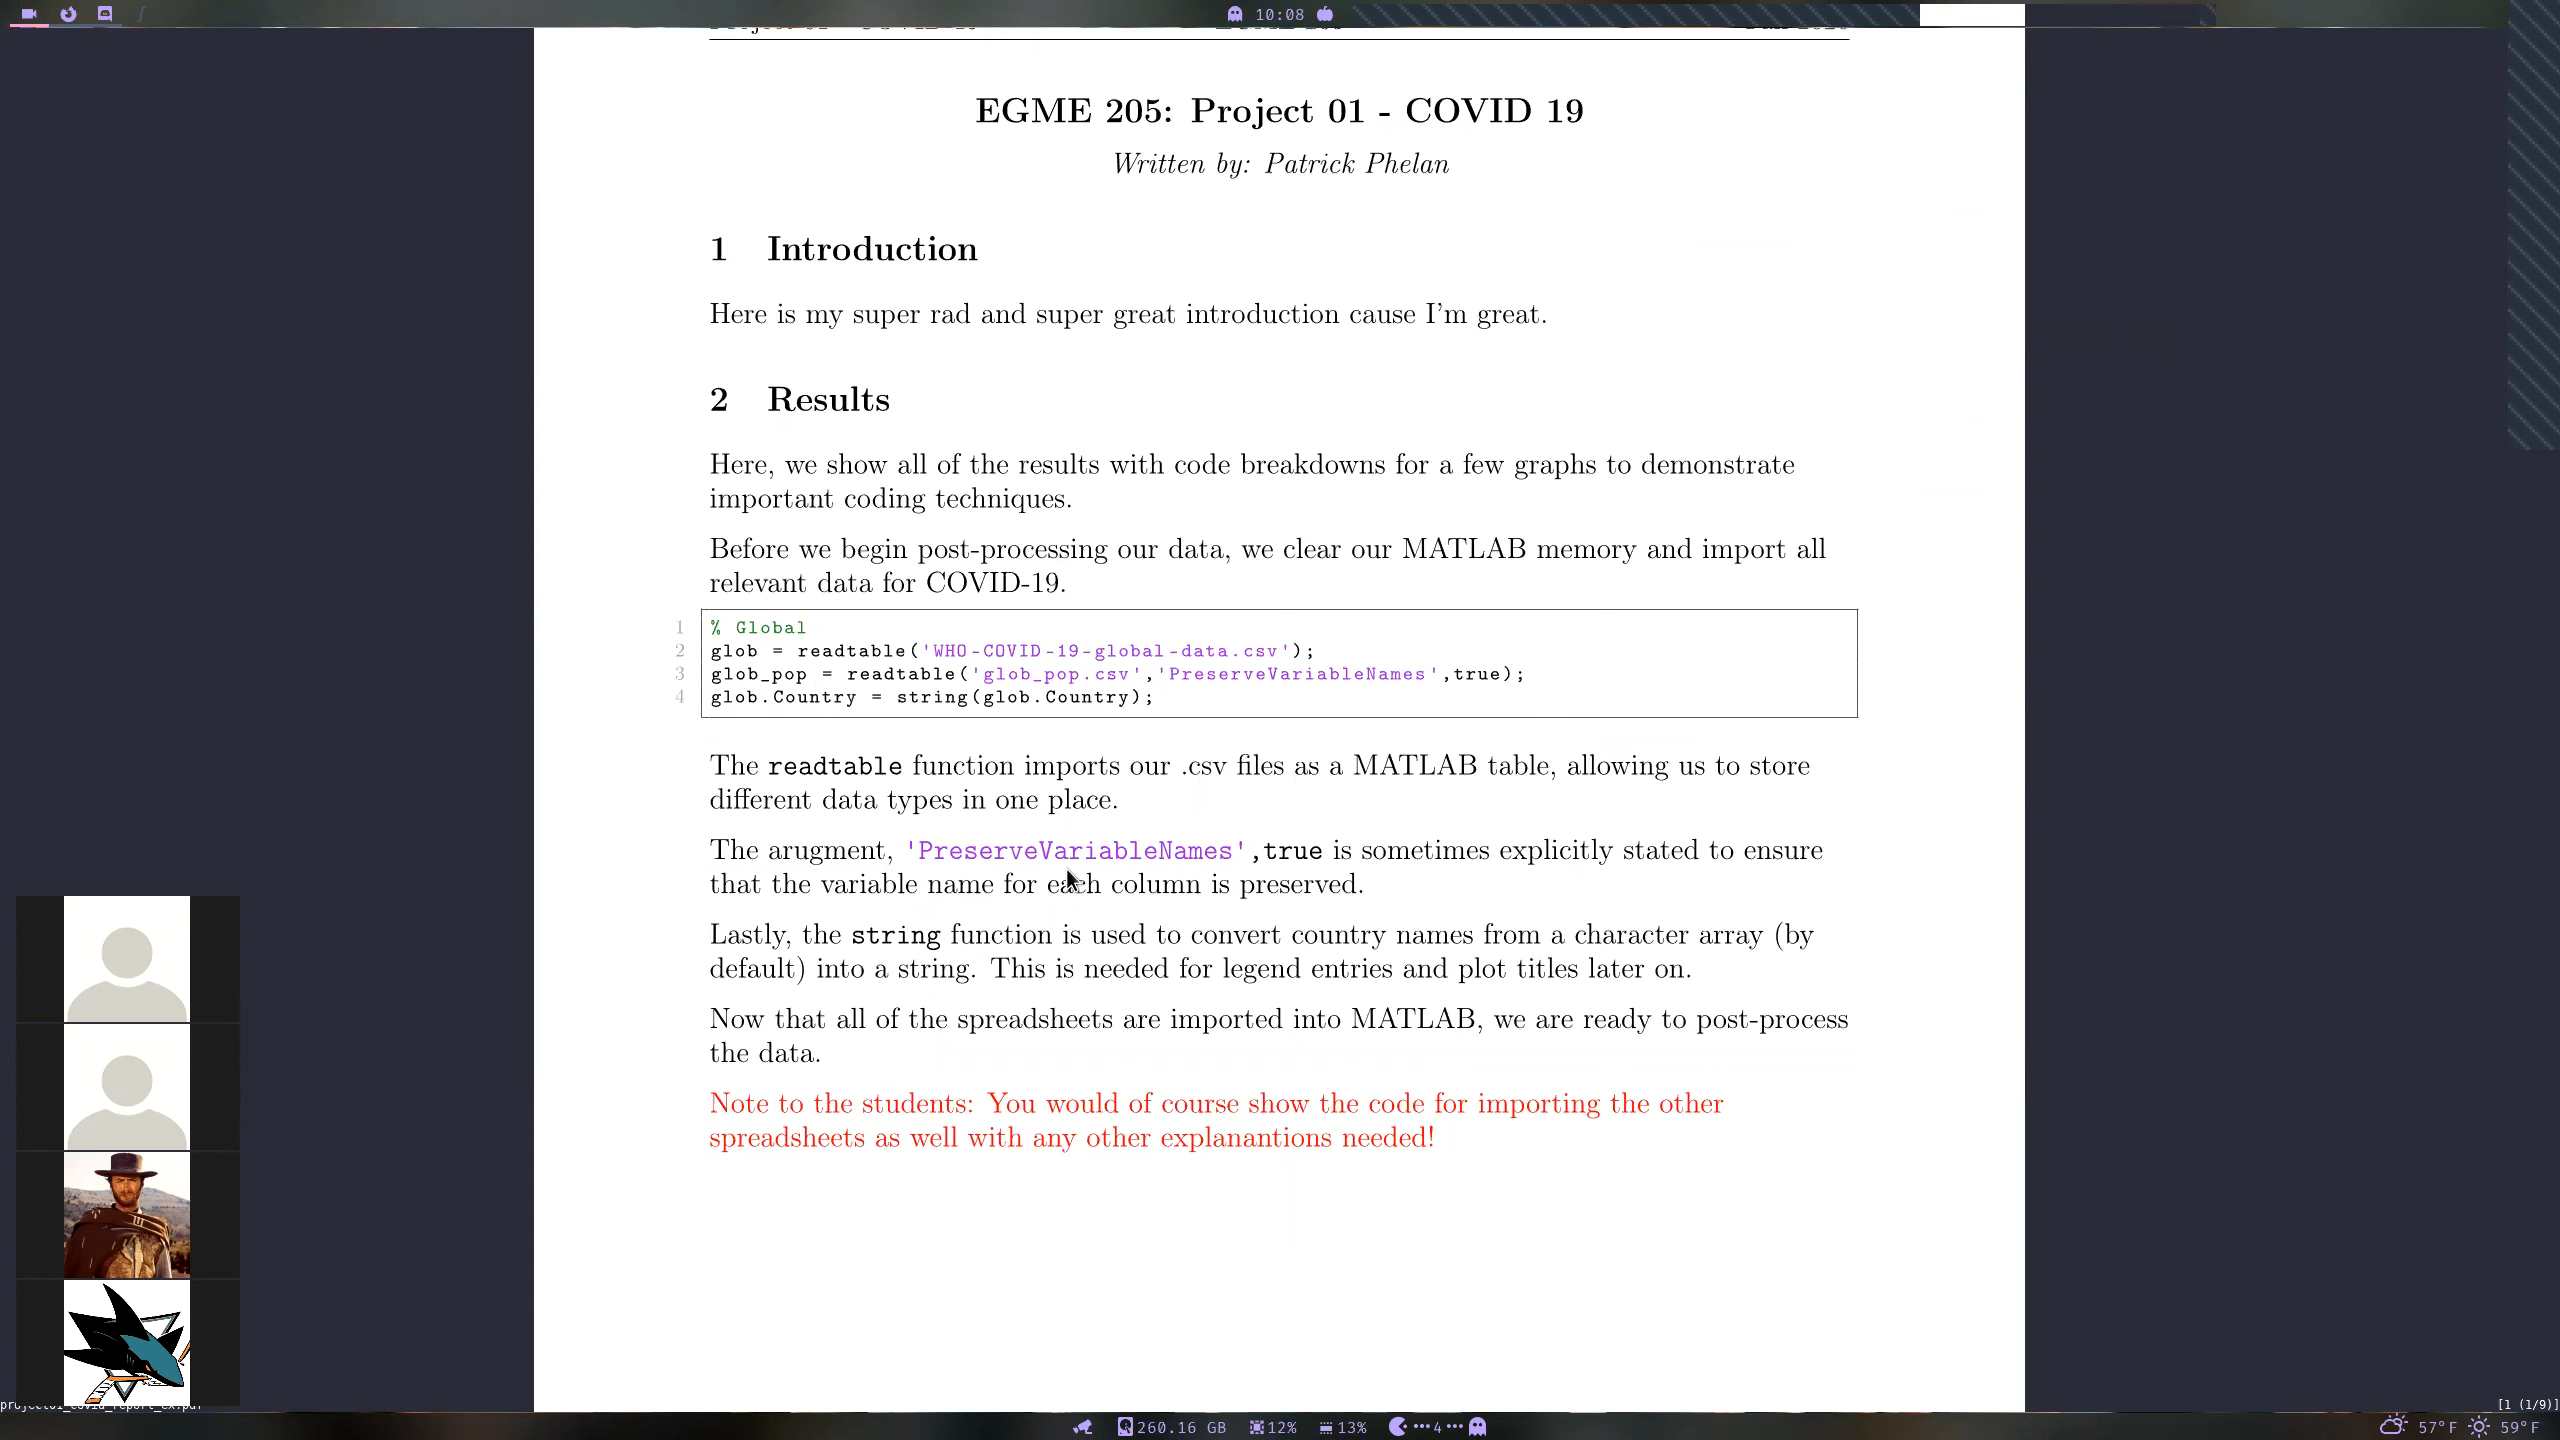 10:08
EGME 205: Project 01 - COVID 19
Written by: Patrick Phelan
1 Introduction
Here is my super rad and super great introduction cause I'm great.
2 Results
Here, we show all of the results with code breakdowns for a few graphs to demonstrate
important coding techniques.
Before we begin post-processing our data, we clear our MATLAB memory and import all
relevant data for COVID-19.
1 % Global
2 glob = readtable('WHO-COVID-19-global-data.csv');
3 glob_pop = readtable('glob_pop.csv','PreserveVariableNames',true);
4 glob.Country = string(glob.Country);
The readtable function imports our .csv files as a MATLAB table, allowing us to store
different data types in one place.
The arugment, 'PreserveVariableNames',true is sometimes explicitly stated to ensure
that the variable name for each column is preserved.
Lastly, the string function is used to convert country names from a character array (by
default) into a string. This is needed for legend entries and plot titles later on.
Now that all of the spreadsheets are imported into MATLAB, we are ready to post-process
the data.
Note to the students: You would of course show the code for importing the other
spreadsheets as well with any other explanantions needed!
[1 (1/9)]
260.16 GB 12% 13% 4 57°F 59°F